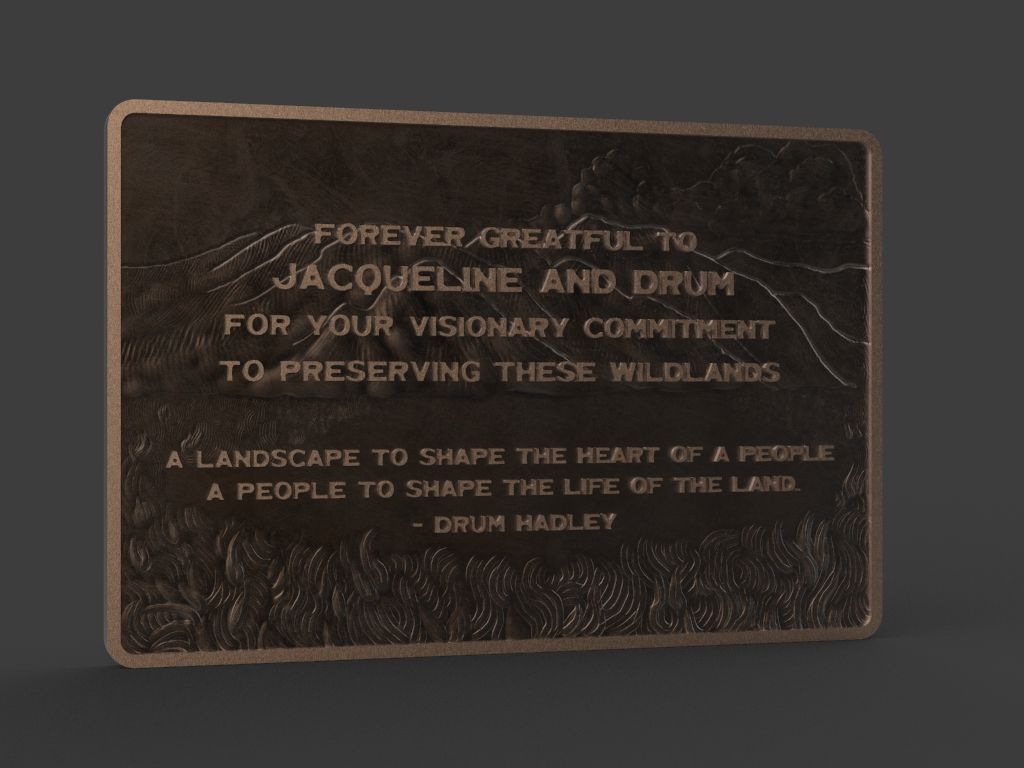 FOREVER GREATFUL TO
JACQUELINE AND DRUM
FOR YOUR VISIONARY COMMITMENT
TO PRESERVING THESE WILDLANDS
A LANDSCAPE TO SHAPE THE HEART OF A PEOPLE
A PEOPLE TO SHAPE THE LIFE OF THE LAND.
- DRUM HADLEY